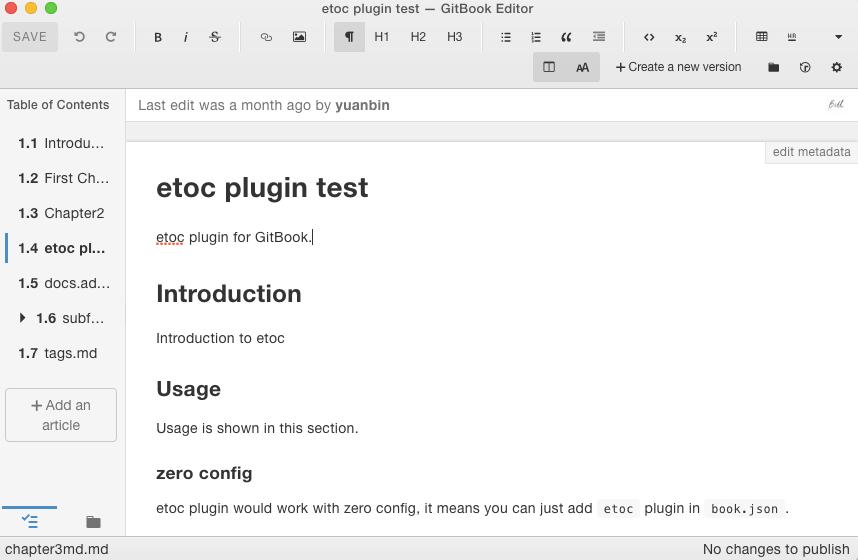 etoc plugin test — GitBook Editor
SAVE B i S ¶ H1 H2 H3 “ <> x₂ x² HR
AA + Create a new version
Table of Contents
Last edit was a month ago by yuanbin
edit metadata
1.1 Introdu...
1.2 First Ch...
1.3 Chapter2
1.4 etoc pl...
1.5 docs.ad...
1.6 subf...
1.7 tags.md
+ Add an
article
etoc plugin test
etoc plugin for GitBook.
Introduction
Introduction to etoc
Usage
Usage is shown in this section.
zero config
etoc plugin would work with zero config, it means you can just add etoc plugin in book.json .
chapter3md.md
No changes to publish